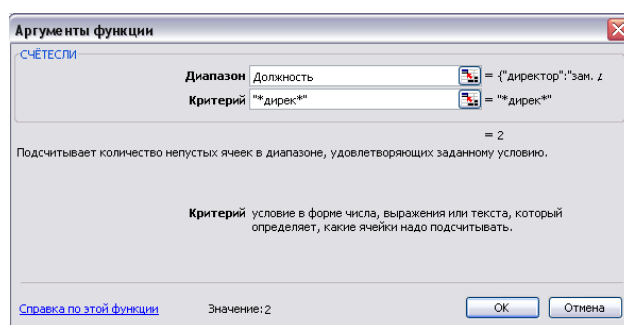 Аргументы функции
СЧЁТЕСЛИ
Диапазон Должность = {"директор":"зам.
Критерий "*дирек*" = "*дирек*"
= 2
Подсчитывает количество непустых ячеек в диапазоне, удовлетворяющих заданному условию.
Критерий условие в форме числа, выражения или текста, который
определяет, какие ячейки надо подсчитывать.
Справка по этой функции Значение:2 ОК Отмена